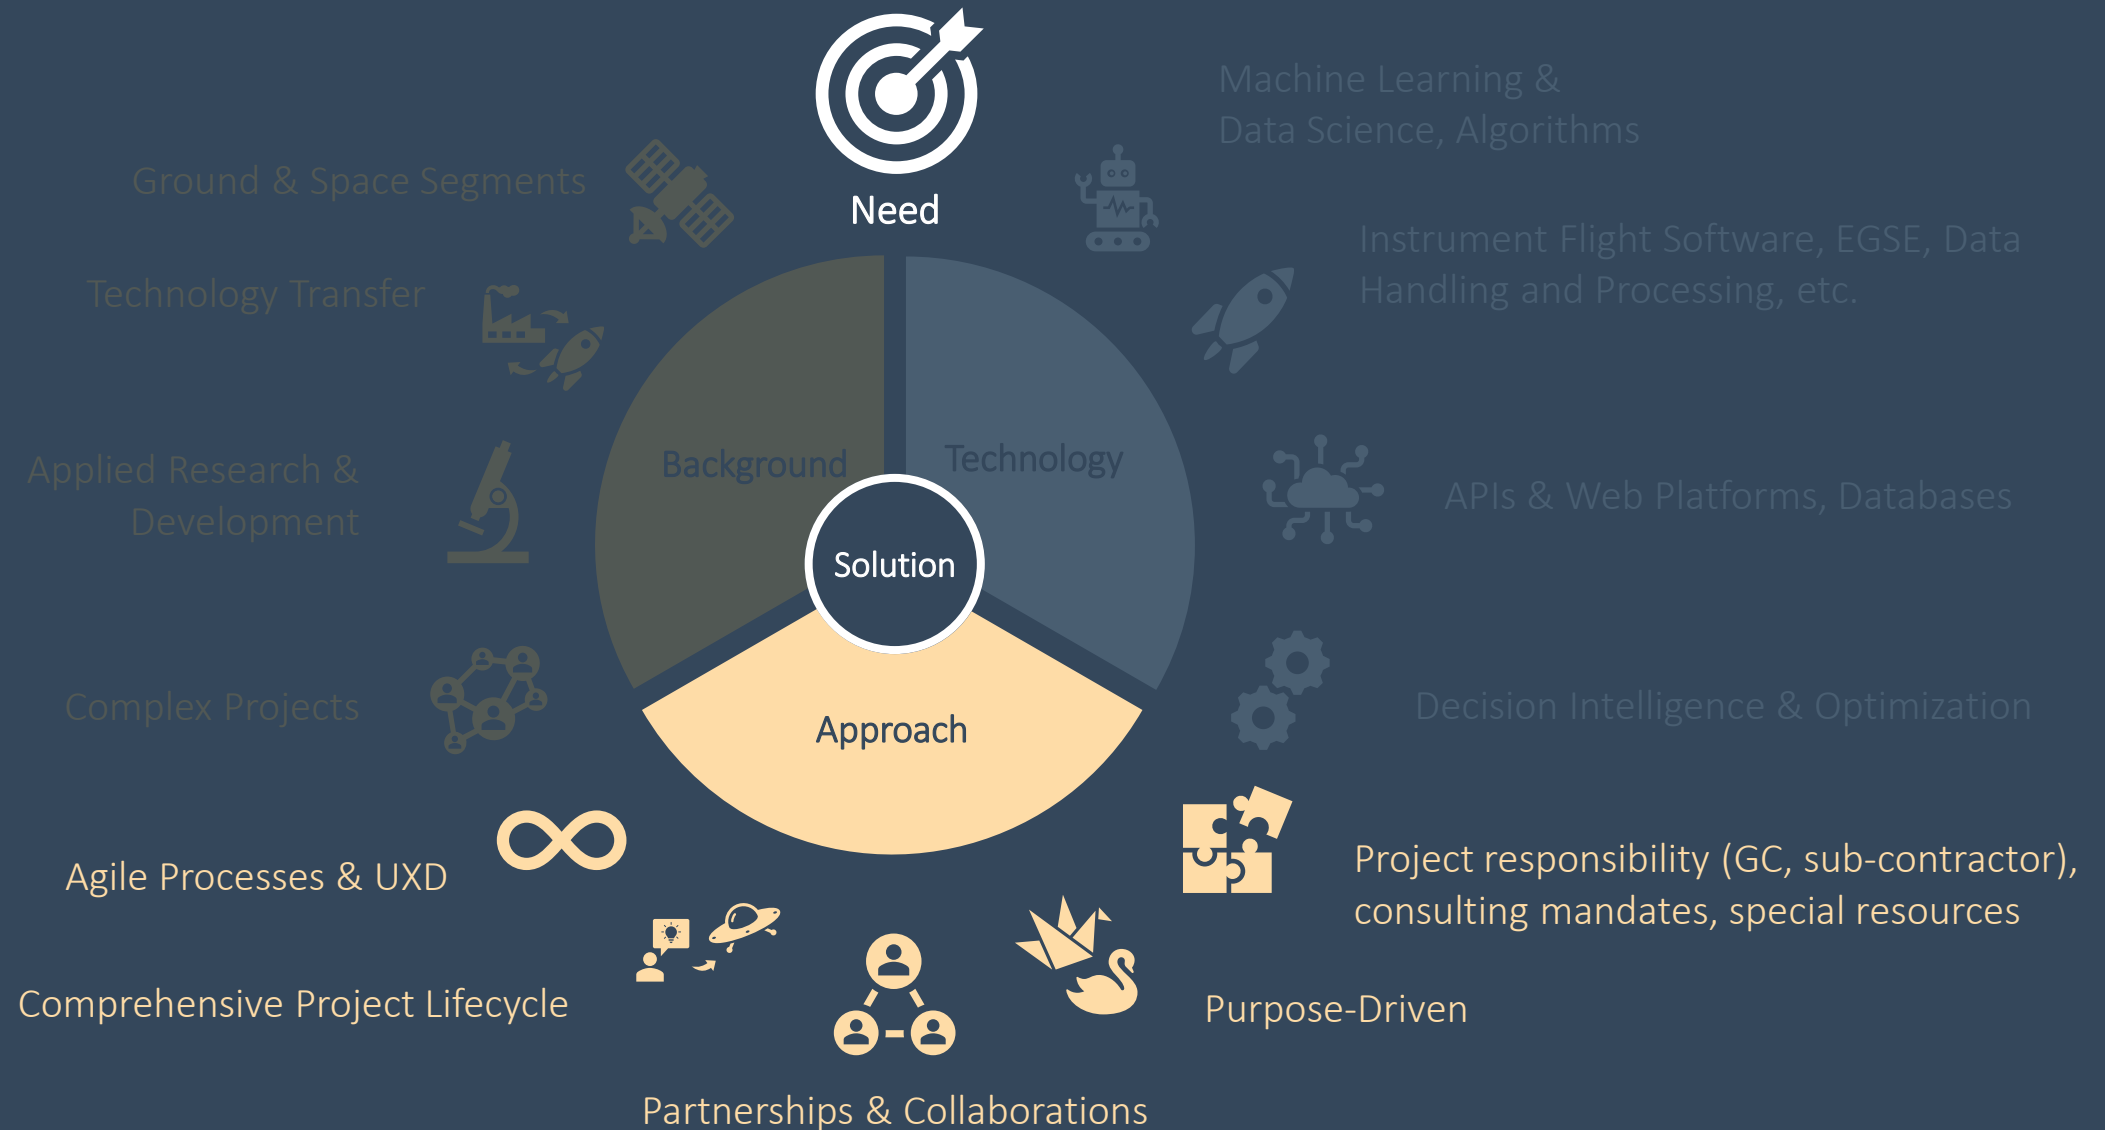 Need
Machine Learning &
Data Science, Algorithms
Ground & Space Segments
Instrument Flight Software, EGSE, Data
Handling and Processing, etc.
Technology Transfer
Background
Technology
Applied Research &
Development
APIs & Web Platforms, Databases
Solution
Complex Projects
Decision Intelligence & Optimization
Approach
Agile Processes & UXD
Project responsibility (GC, sub-contractor),
consulting mandates, special resources
Comprehensive Project Lifecycle
Purpose-Driven
Partnerships & Collaborations